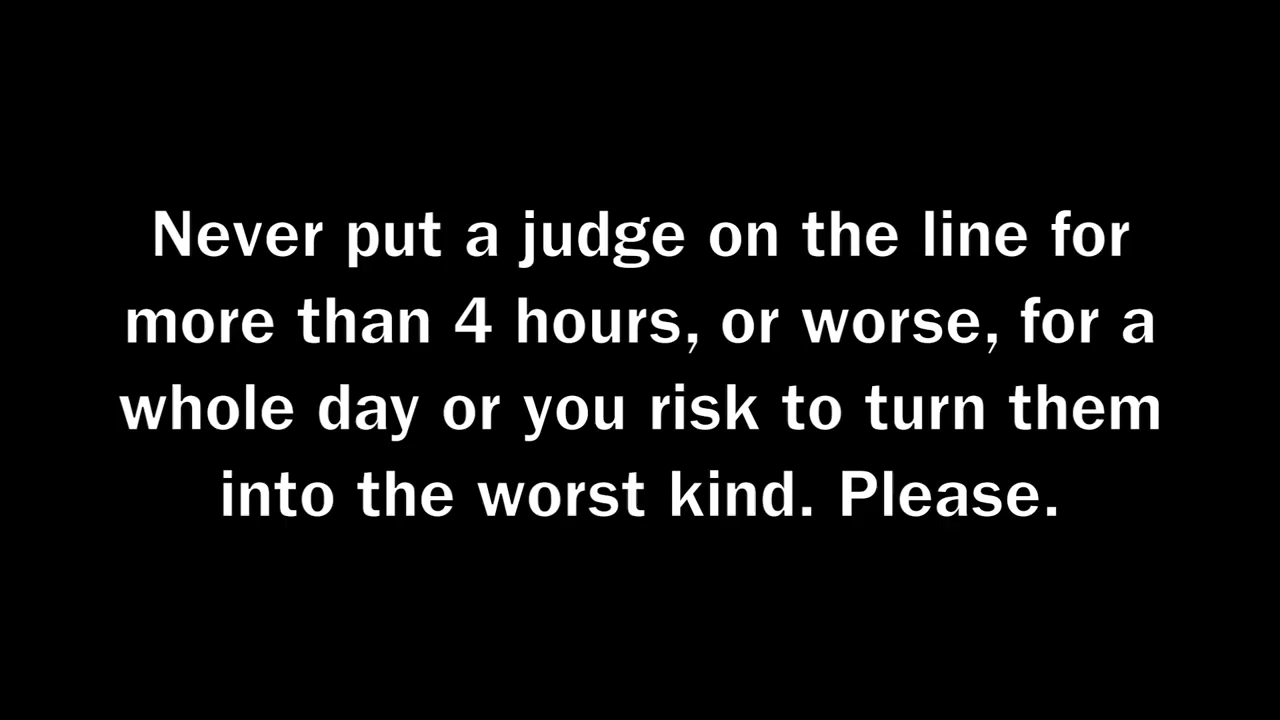 Never put a judge on the line for
more than 4 hours, or worse, for a
whole day or you risk to turn them
into the worst kind. Please.